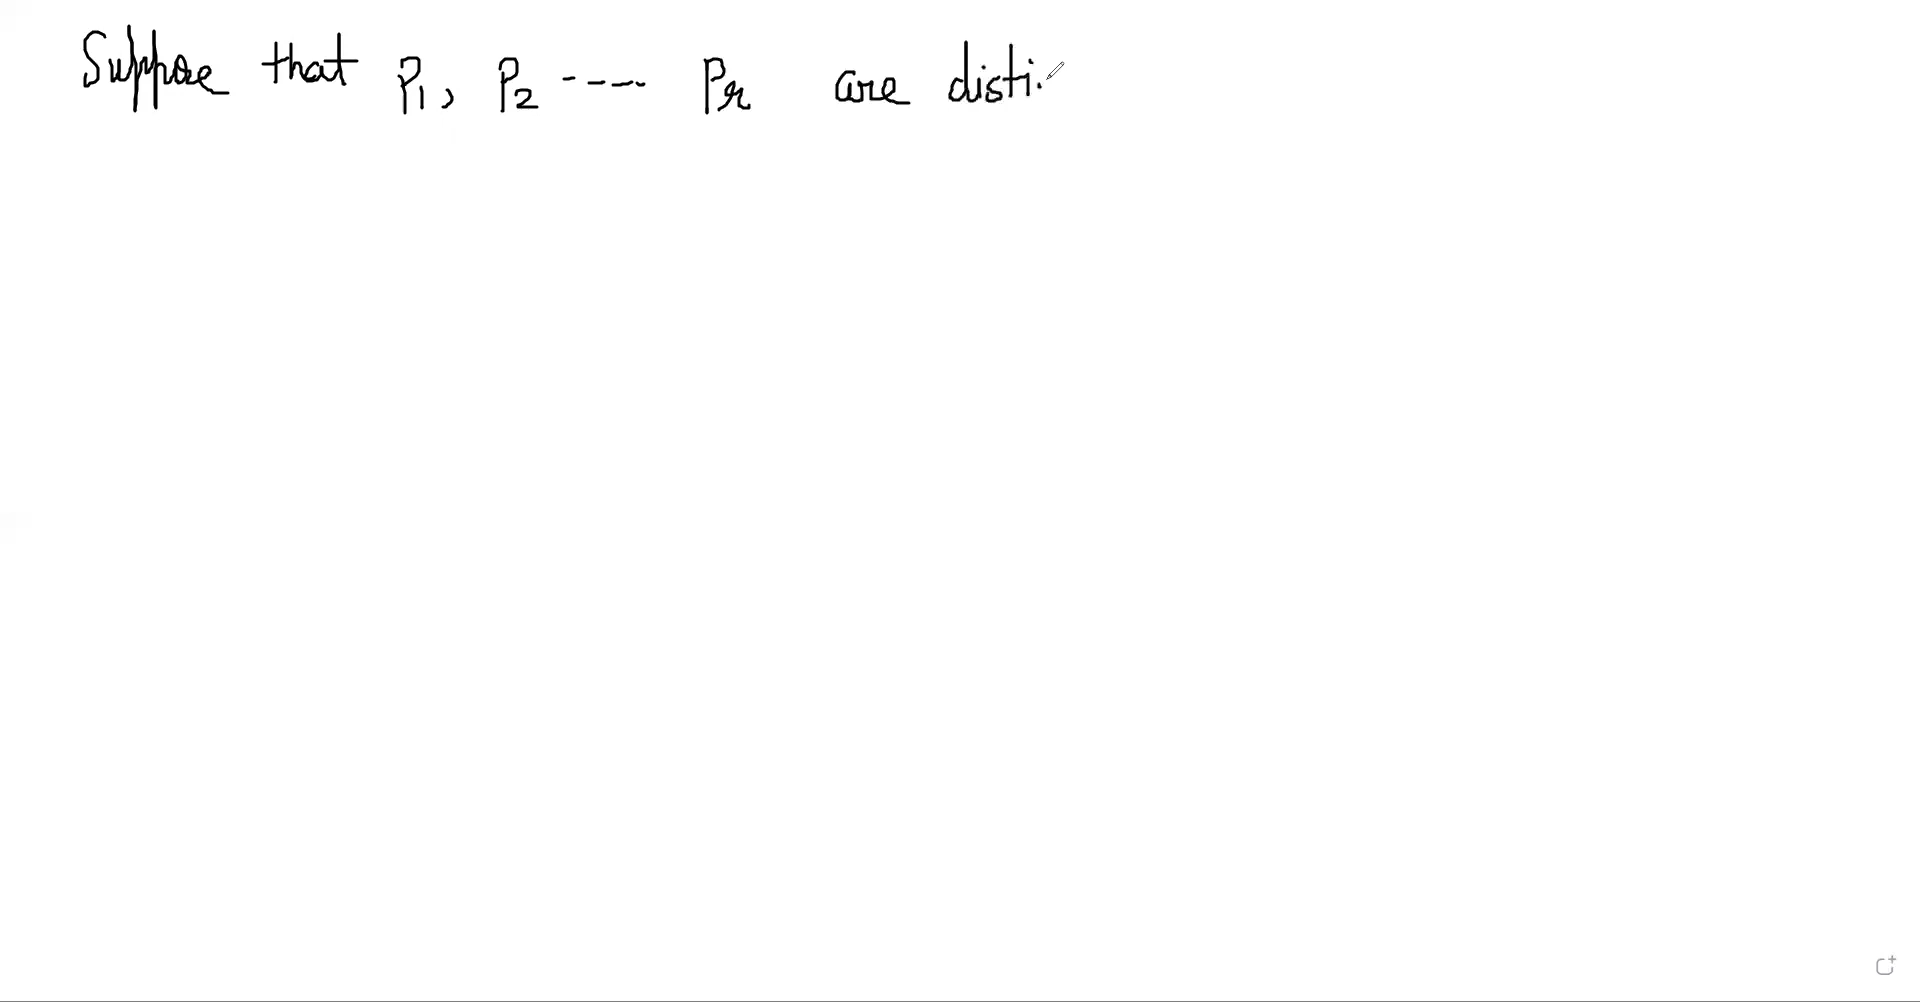 Suppose that P₁, P₂ ---- Pr are disti